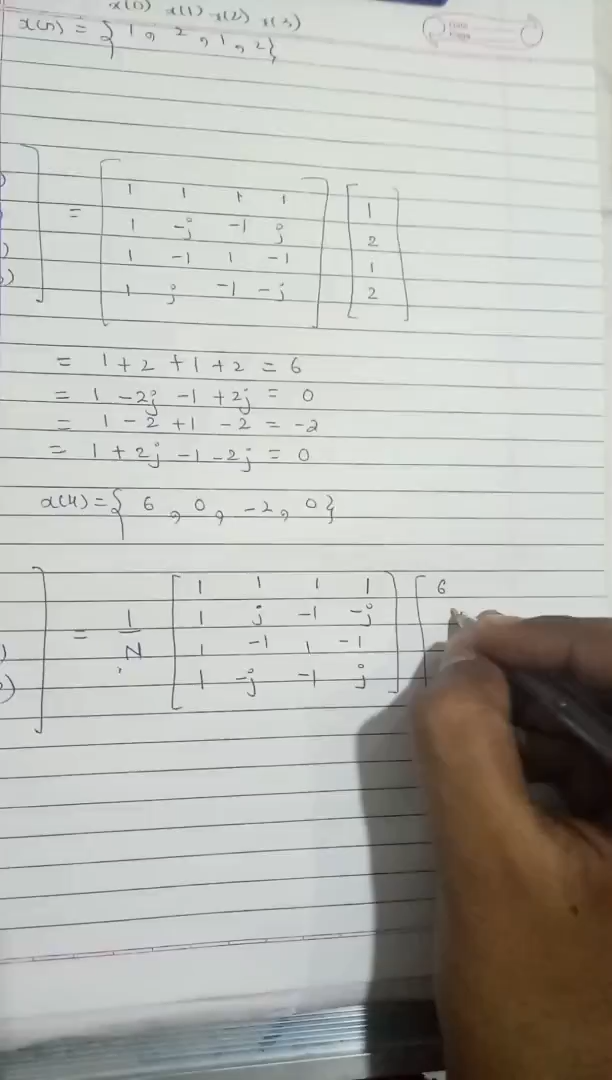 x(0) x(1) x(2) x(3)
x(n) = { 1, 2, 1, 2}
1 1 1 1
= 1 -j -1 j 1
1 -1 1 -1 2
1 j -1 -j 1
2
= 1 + 2 + 1 + 2 = 6
= 1 - 2j - 1 + 2j = 0
= 1 - 2 + 1 - 2 = -2
= 1 + 2j - 1 - 2j = 0
x(k) = { 6, 0, -2, 0}
1 1 1 1 6
= 1/N 1 j -1 -j
1 -1 1 -1
1 -j -1 j